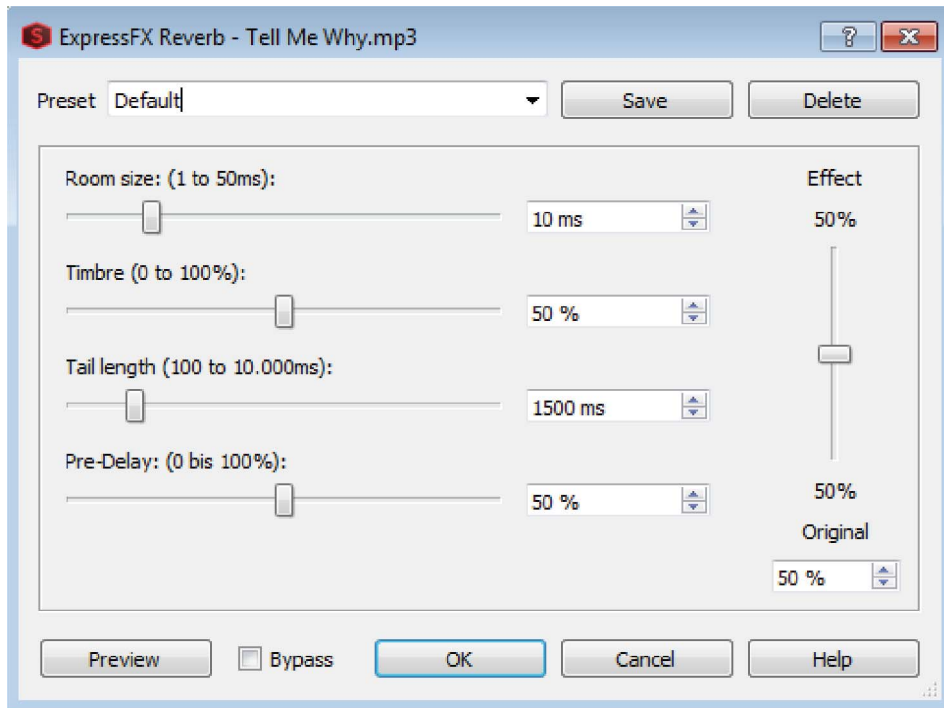 S ExpressFX Reverb - Tell Me Why.mp3 ?
Preset Default Save Delete
Room size: (1 to 50ms): Effect
10 ms 50%
Timbre (0 to 100%):
50 %
Tail length (100 to 10.000ms):
1500 ms
Pre-Delay: (0 bis 100%):
50 % 50%
Original
50 %
Preview Bypass OK Cancel Help